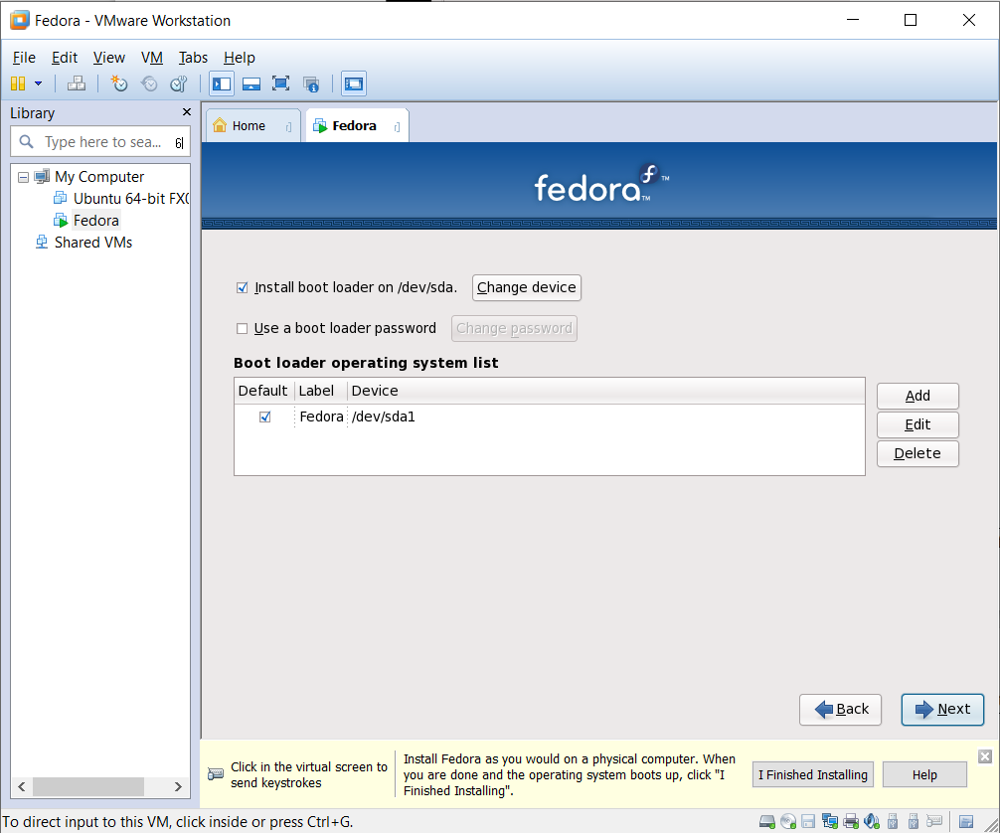 Fedora - VMware Workstation
File Edit View VM Tabs Help
Library
Type here to sea...
My Computer
Ubuntu 64-bit FX
Fedora
Shared VMs
Home
Fedora
fedora™
Install boot loader on /dev/sda.
Change device
Use a boot loader password
Change password
Boot loader operating system list
Default Label Device
Fedora /dev/sda1
Add
Edit
Delete
Back
Next
Click in the virtual screen to
send keystrokes
Install Fedora as you would on a physical computer. When
you are done and the operating system boots up, click "I
Finished Installing".
I Finished Installing
Help
To direct input to this VM, click inside or press Ctrl+G.